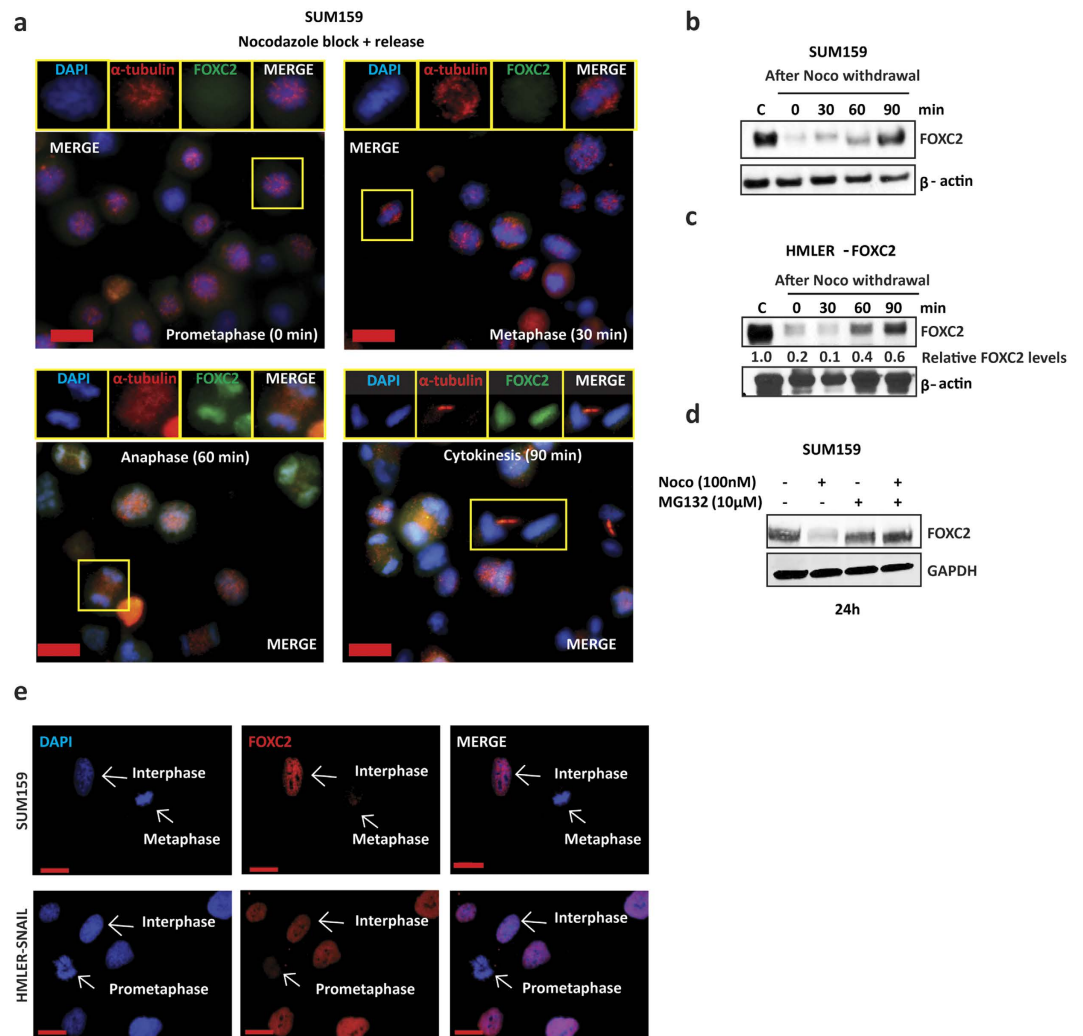 a
SUM159
Nocodazole block + release
DAPI α-tubulin FOXC2 MERGE
MERGE
Prometaphase (0 min)
DAPI α-tubulin FOXC2 MERGE
MERGE
Metaphase (30 min)
DAPI α-tubulin FOXC2 MERGE
Anaphase (60 min)
MERGE
DAPI α-tubulin FOXC2 MERGE
Cytokinesis (90 min)
MERGE
b
SUM159
After Noco withdrawal
C 0 30 60 90 min
FOXC2
β- actin
c
HMLER - FOXC2
After Noco withdrawal
C 0 30 60 90 min
FOXC2
1.0 0.2 0.1 0.4 0.6 Relative FOXC2 levels
β-actin
d
SUM159
Noco (100nM) - + - +
MG132 (10μM) - - + +
FOXC2
GAPDH
24h
e
SUM159
DAPI
Interphase
Metaphase
FOXC2
Interphase
Metaphase
MERGE
Interphase
Metaphase
HMLER-SNAIL
Interphase
Prometaphase
Interphase
Prometaphase
Interphase
Prometaphase